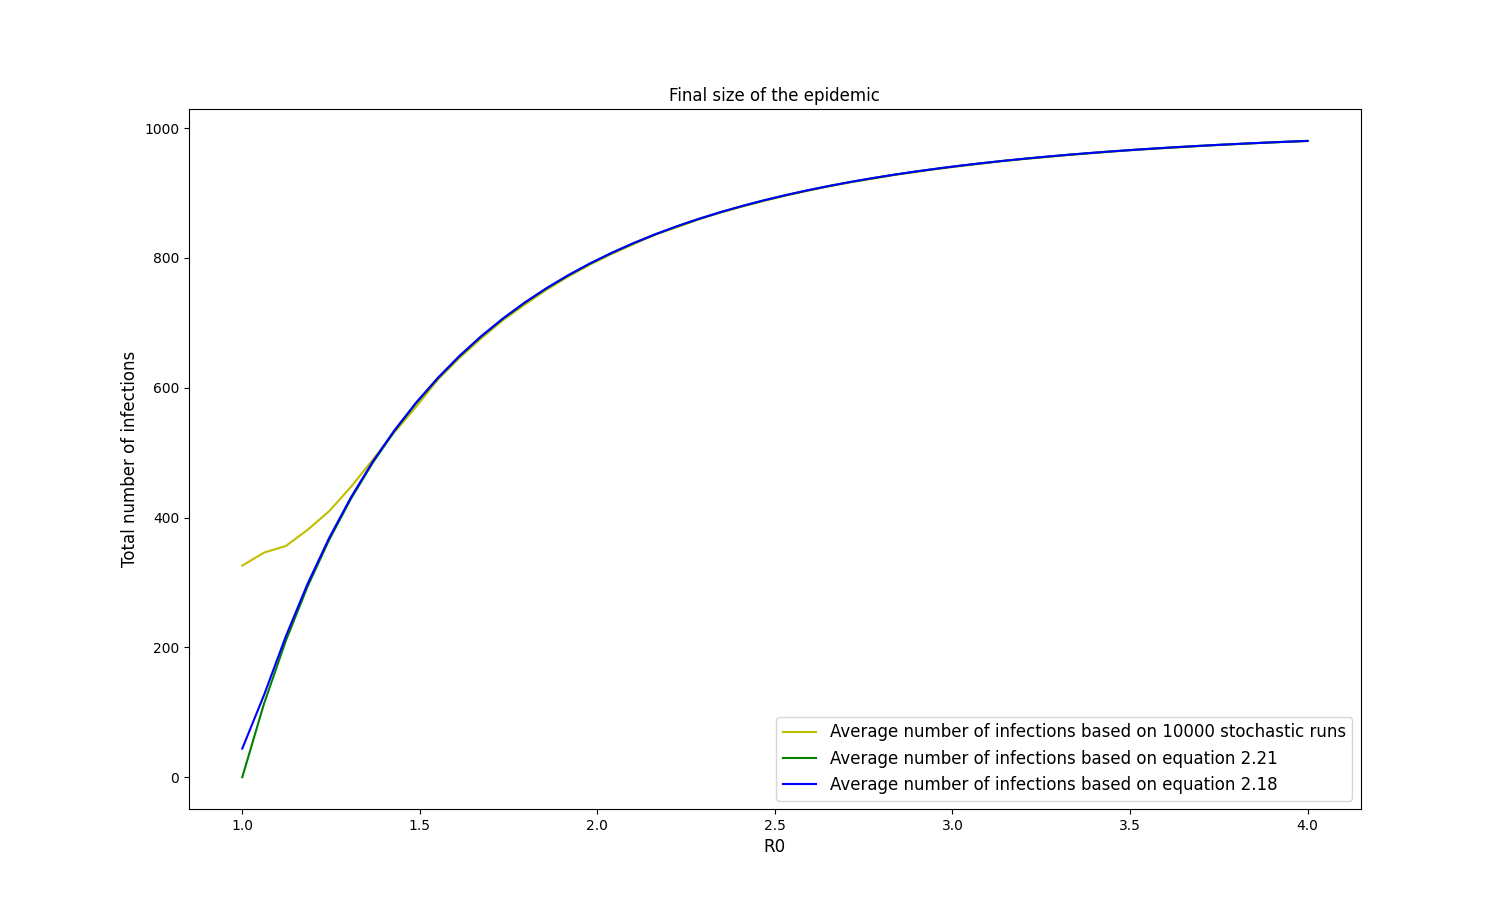 Final size of the epidemic
Total number of infections
1000
800
600
400
200
0
1.0 1.5 2.0 2.5 3.0 3.5 4.0
R0
Average number of infections based on 10000 stochastic runs
Average number of infections based on equation 2.21
Average number of infections based on equation 2.18